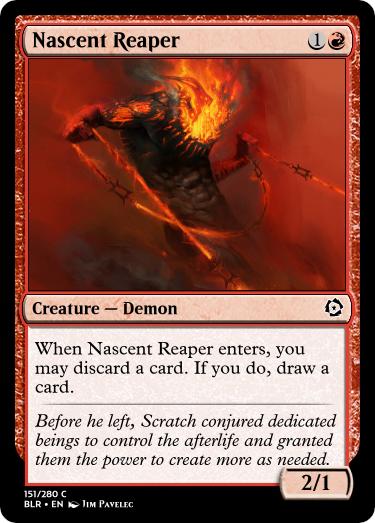 Nascent Reaper 1
Creature — Demon
When Nascent Reaper enters, you
may discard a card. If you do, draw a
card.
Before he left, Scratch conjured dedicated
beings to control the afterlife and granted
them the power to create more as needed.
2/1
151/280 C
BLR • EN Jim Pavelec